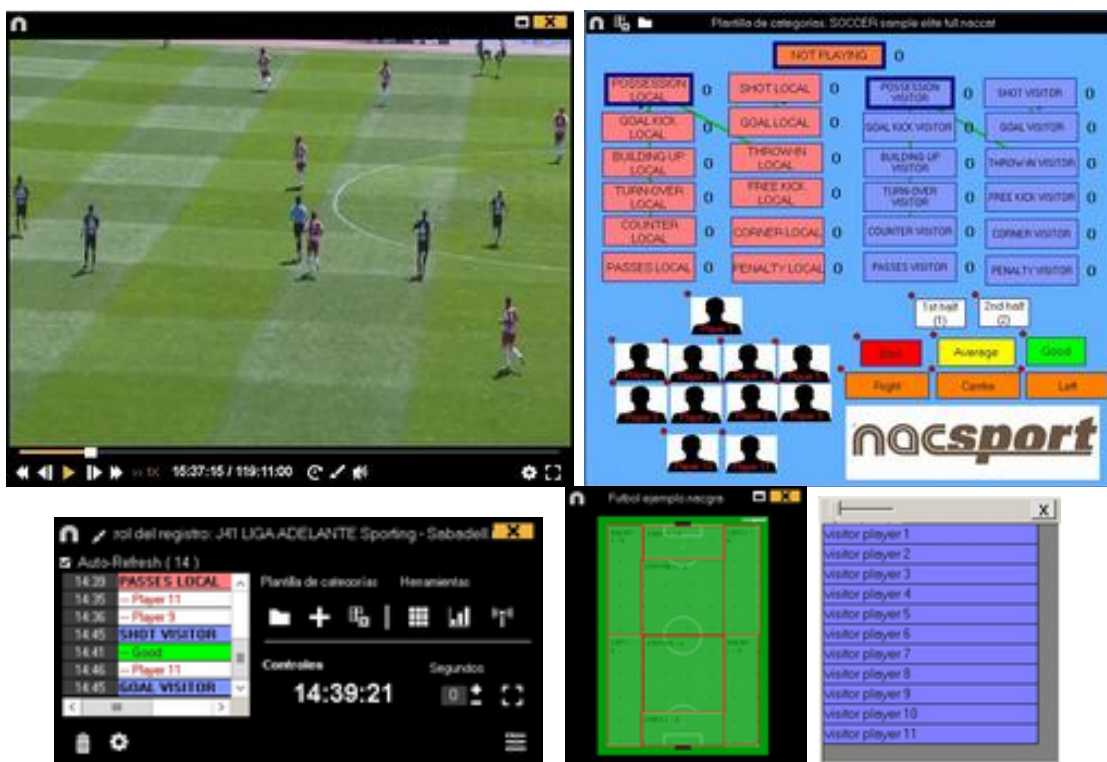 1X 15:37:15 / 119:11:00
Plantilla de categorias: SOCCER sample elite full.naccat
NOT PLAYING 0
POSSESSION LOCAL 0 SHOT LOCAL 0 POSSESSION VISITOR 0 SHOT VISITOR 0
GOAL KICK LOCAL 0 GOAL LOCAL 0 GOAL KICK VISITOR 0 GOAL VISITOR 0
BUILDING UP LOCAL 0 THROW-IN LOCAL 0 BUILDING UP VISITOR 0 THROW-IN VISITOR 0
TURN-OVER LOCAL 0 FREE KICK LOCAL 0 TURN-OVER VISITOR 0 FREE KICK VISITOR 0
COUNTER LOCAL 0 CORNER LOCAL 0 COUNTER VISITOR 0 CORNER VISITOR 0
PASSES LOCAL 0 PENALTY LOCAL 0 PASSES VISITOR 0 PENALTY VISITOR 0
1st half (1) 2nd half (2)
Average Good
Right Centre Left
Player 10 Player 11
nacsport
rol del registro: J41 LIGA ADELANTE Sporting - Sabadell
Auto-Refresh ( 14 )
14:39 PASSES LOCAL
14:35 -- Player 11
14:36 -- Player 9
14:45 SHOT VISITOR
14:41 -- Good
14:46 -- Player 11
14:45 GOAL VISITOR
Plantilla de categorías Herramientas
Controles Segundos
14:39:21 0
Futbol ejemplo.nacgra
X
visitor player 1
visitor player 2
visitor player 3
visitor player 4
visitor player 5
visitor player 6
visitor player 7
visitor player 8
visitor player 9
visitor player 10
visitor player 11